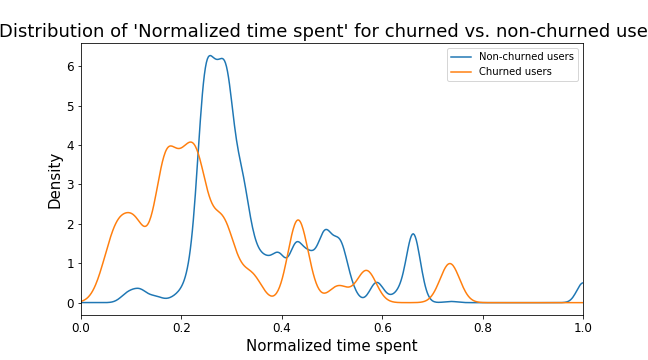 Distribution of 'Normalized time spent' for churned vs. non-churned use
Non-churned users
Churned users
6
5
4
3
2
1
0
Density
0.0 0.2 0.4 0.6 0.8 1.0
Normalized time spent